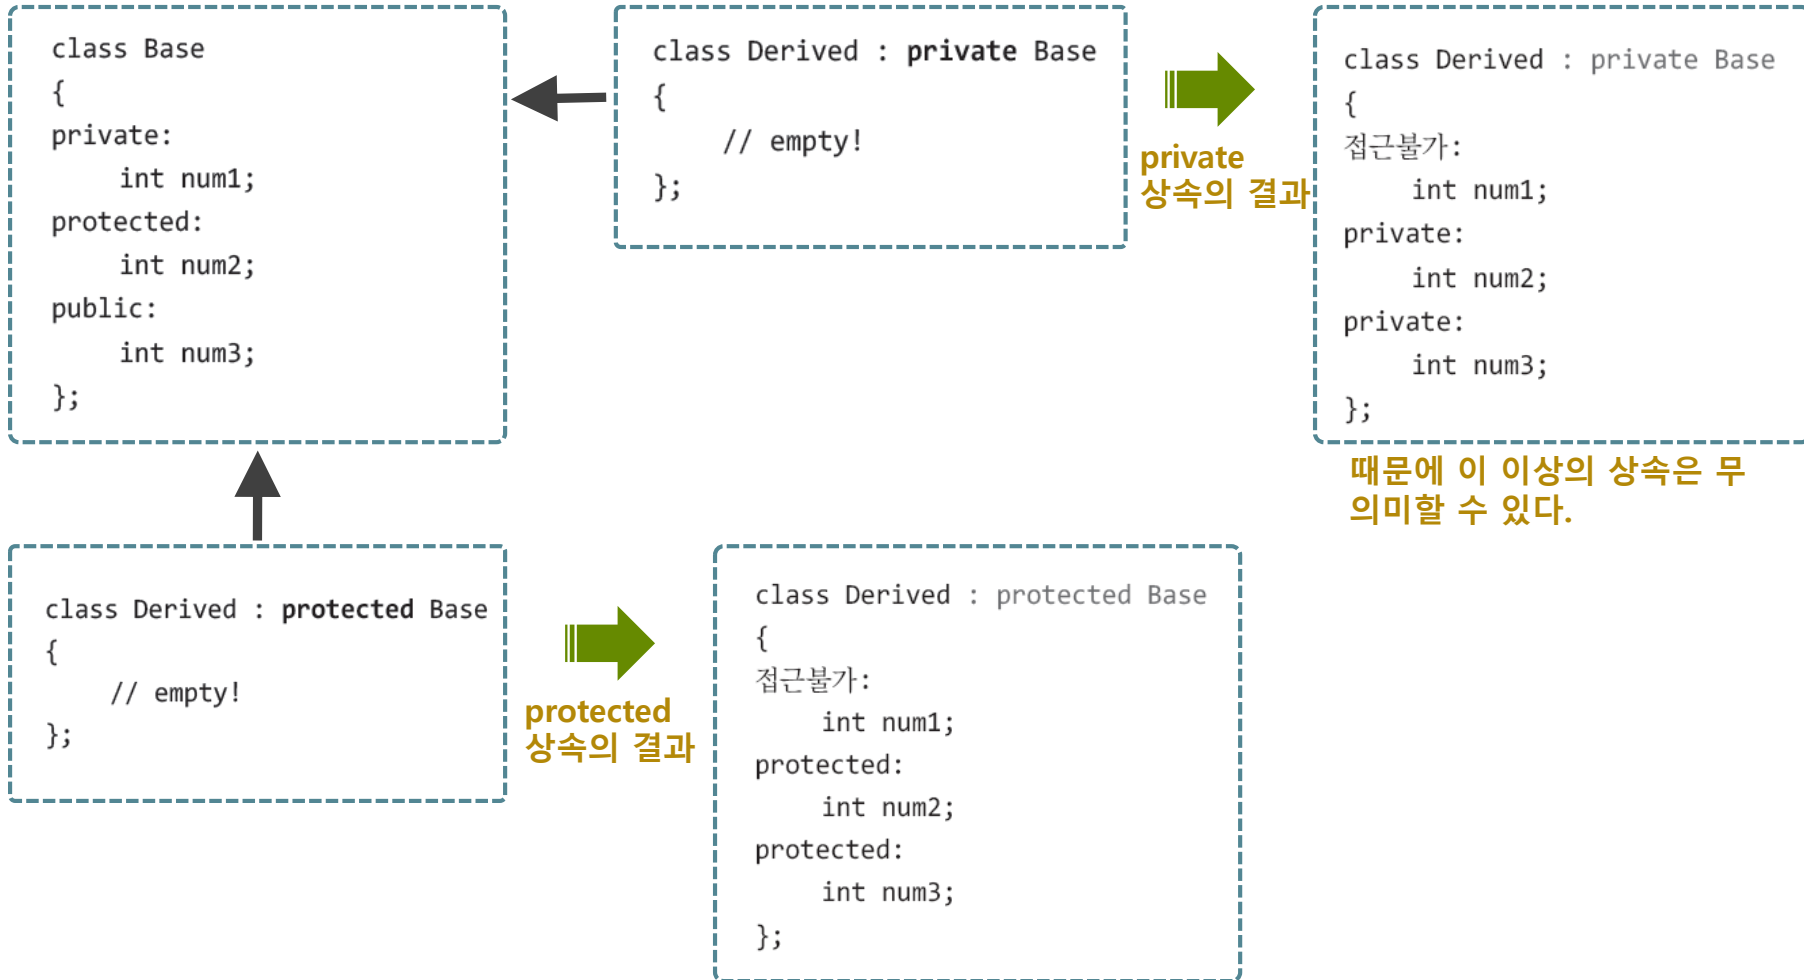 class Base
{
private:
int num1;
protected:
int num2;
public:
int num3;
};
class Derived : private Base
{
// empty!
};
private
상속의 결과
class Derived : private Base
{
접근불가:
int num1;
private:
int num2;
private:
int num3;
};
때문에 이 이상의 상속은 무
의미할 수 있다.
class Derived : protected Base
{
// empty!
};
protected
상속의 결과
class Derived : protected Base
{
접근불가:
int num1;
protected:
int num2;
protected:
int num3;
};